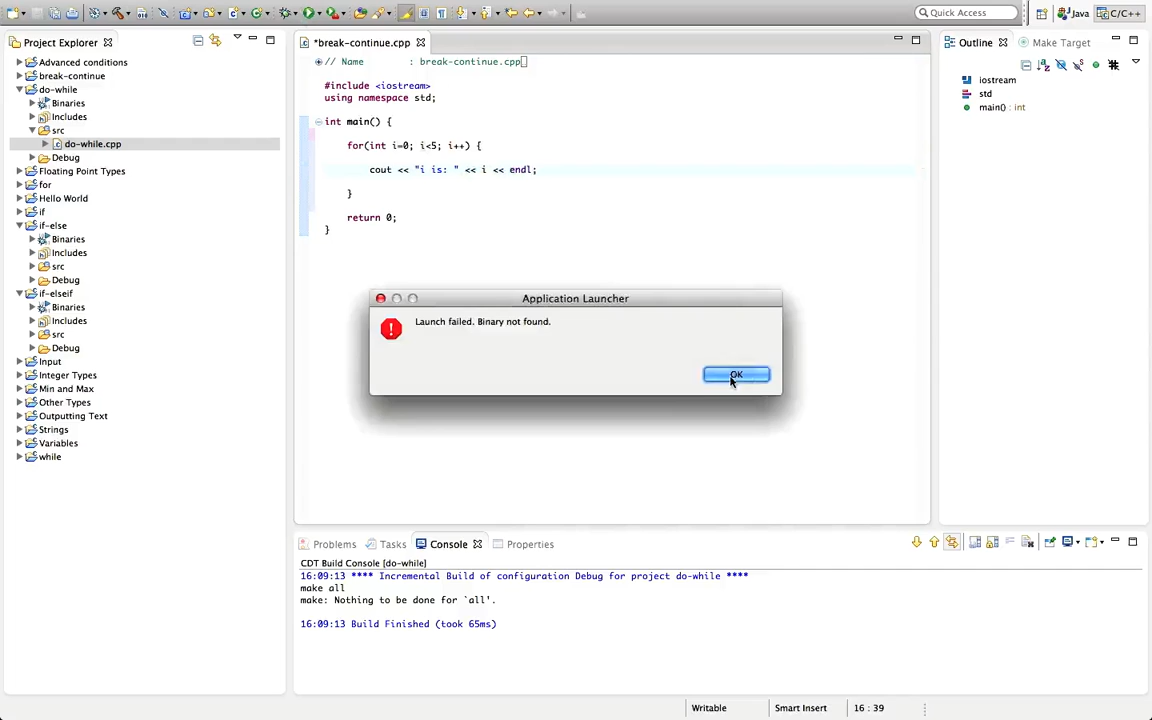 Quick Access
Java
C/C++
Project Explorer
*break-continue.cpp
Outline
Make Target
Advanced conditions
break-continue
do-while
Binaries
Includes
src
do-while.cpp
Debug
Floating Point Types
for
Hello World
if
if-else
Binaries
Includes
src
Debug
if-elseif
Binaries
Includes
src
Debug
Input
Integer Types
Min and Max
Other Types
Outputting Text
Strings
Variables
while
// Name        : break-continue.cpp
#include <iostream>
using namespace std;
int main() {
for(int i=0; i<5; i++) {
cout << "i is: " << i << endl;
}
return 0;
}
iostream
std
main() : int
Application Launcher
Launch failed. Binary not found.
OK
Problems
Tasks
Console
Properties
CDT Build Console [do-while]
16:09:13 **** Incremental Build of configuration Debug for project do-while ****
make all
make: Nothing to be done for `all'.
16:09:13 Build Finished (took 65ms)
Writable
Smart Insert
16 : 39